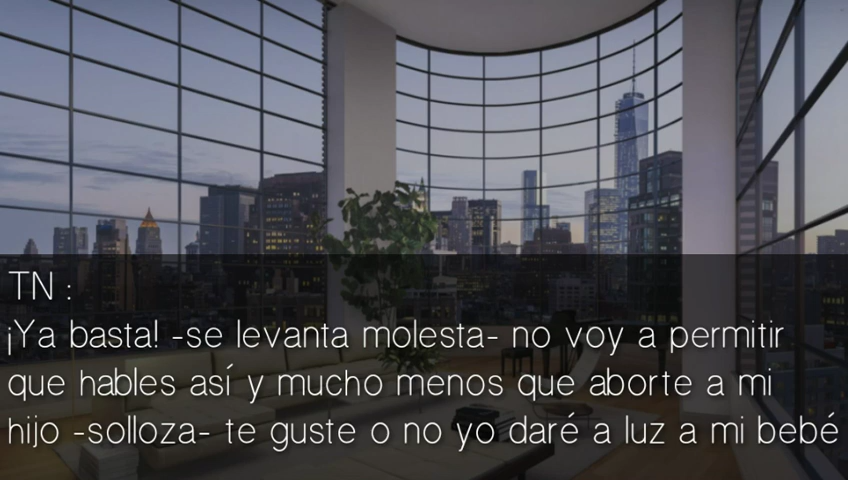 TN :
¡Ya basta! -se levanta molesta- no voy a permitir
que hables así y mucho menos que aborte a mi
hijo -solloza- te guste o no yo daré a luz a mi bebé